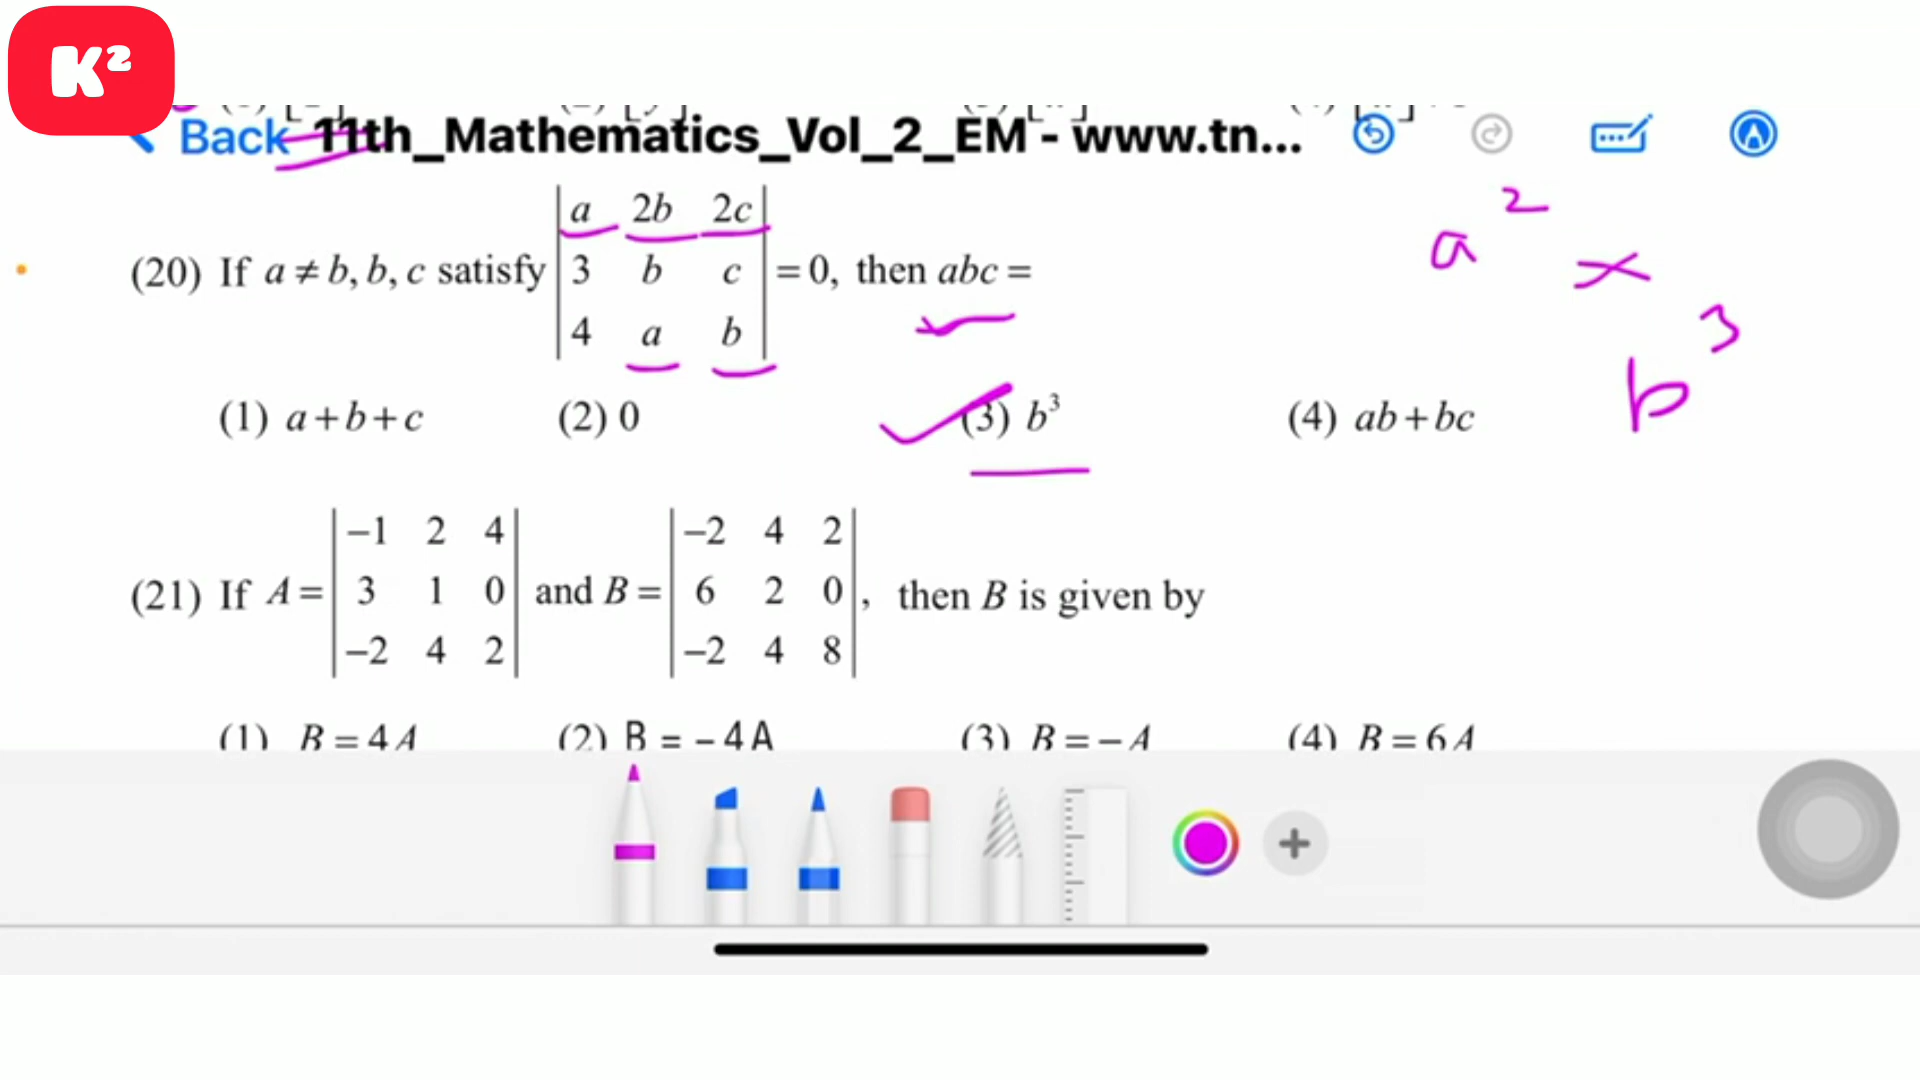 K²
Back 11th_Mathematics_Vol_2_EM - www.tn...
a 2b 2c
(20) If a ≠ b, b, c satisfy 3 b c = 0, then abc =
4 a b
a² ×
b³
(1) a+b+c (2) 0 (3) b³ (4) ab+bc
−1 2 4 −2 4 2
(21) If A = 3 1 0 and B = 6 2 0 , then B is given by
−2 4 2 −2 4 8
(1) B = 4A (2) B = −4A (3) B = −A (4) B = 6A